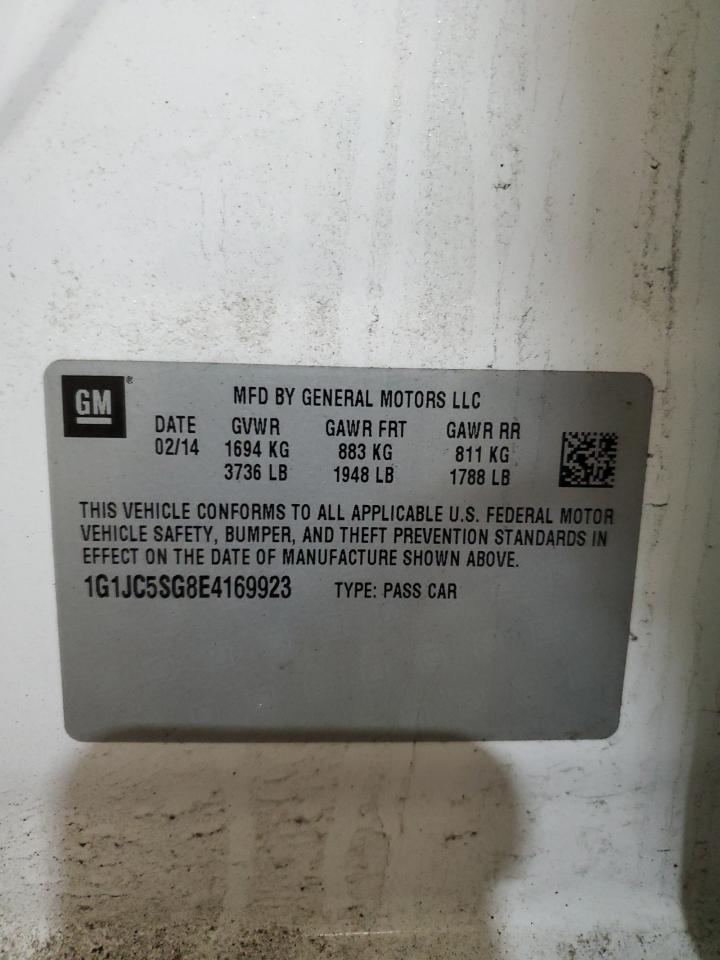 GM®
MFD BY GENERAL MOTORS LLC
DATE GVWR GAWR FRT GAWR RR
02/14 1694 KG 883 KG 811 KG
3736 LB 1948 LB 1788 LB
THIS VEHICLE CONFORMS TO ALL APPLICABLE U.S. FEDERAL MOTOR
VEHICLE SAFETY, BUMPER, AND THEFT PREVENTION STANDARDS IN
EFFECT ON THE DATE OF MANUFACTURE SHOWN ABOVE.
1G1JC5SG8E4169923 TYPE: PASS CAR